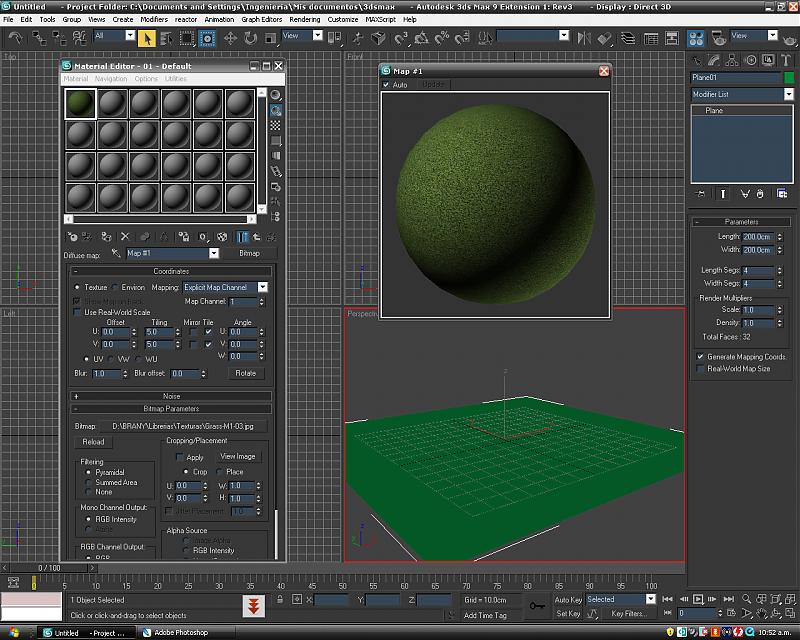 Untitled - Project Folder: C:\Documents and Settings\Ingenieria\Mis documentos\3dsmax - Autodesk 3ds Max 9 Extension 1: Rev3 - Display : Direct 3D
File Edit Tools Group Views Create Modifiers reactor Animation Graph Editors Rendering Customize MAXScript Help
All View View
Top
Front
Left
Perspective
Material Editor - 01 - Default
Material Navigation Options Utilities
Diffuse map: Map #1 Bitmap
Coordinates
Texture Environ Mapping: Explicit Map Channel
Show Map on Back Map Channel: 1
Use Real-World Scale
Offset Tiling Mirror Tile Angle
U: 0.0 5.0 U: 0.0
V: 0.0 5.0 V: 0.0
UV VW WU W: 0.0
Blur: 1.0 Blur offset: 0.0 Rotate
Noise
Bitmap Parameters
Bitmap: D:\BRANY\Librerias\Texturas\Grass-M1-03.jpg
Reload
Cropping/Placement
Apply View Image
Crop Place
U: 0.0 W: 1.0
V: 0.0 H: 1.0
Jitter Placement: 1.0
Filtering
Pyramidal
Summed Area
None
Mono Channel Output:
RGB Intensity
Alpha
RGB Channel Output:
RGB
Alpha Source
Image Alpha
RGB Intensity
Map #1
Auto Update
Plane01
Modifier List
Plane
Parameters
Length: 200.0cm
Width: 200.0cm
Length Segs: 4
Width Segs: 4
Render Multipliers
Scale: 1.0
Density: 1.0
Total Faces : 32
Generate Mapping Coords.
Real-World Map Size
0 / 100
0 5 10 15 20 25 30 35 40 45 50 55 60 65 70 75 80 85 90 95 100
1 Object Selected X: Y: Z: Grid = 10.0cm Auto Key Selected
Click or click-and-drag to select objects Add Time Tag Set Key Key Filters... 0
Untitled - Project ... Adobe Photoshop 10:52 a.m.